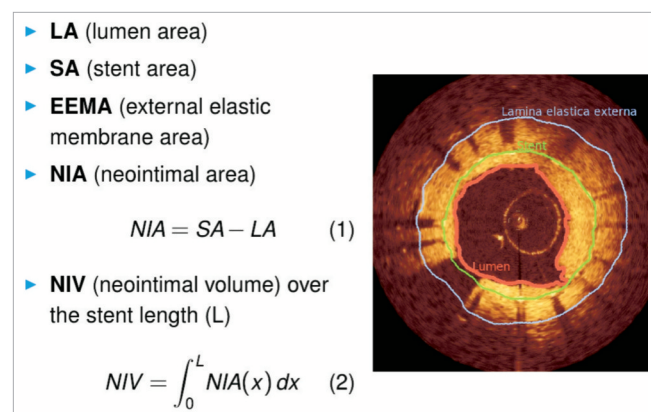 ▶ LA (lumen area)
▶ SA (stent area)
▶ EEMA (external elastic
membrane area)
▶ NIA (neointimal area)
NIA = SA − LA (1)
▶ NIV (neointimal volume) over
the stent length (L)
NIV = ∫₀ᴸ NIA(x) dx (2)
Lamina elastica externa
Stent
Lumen